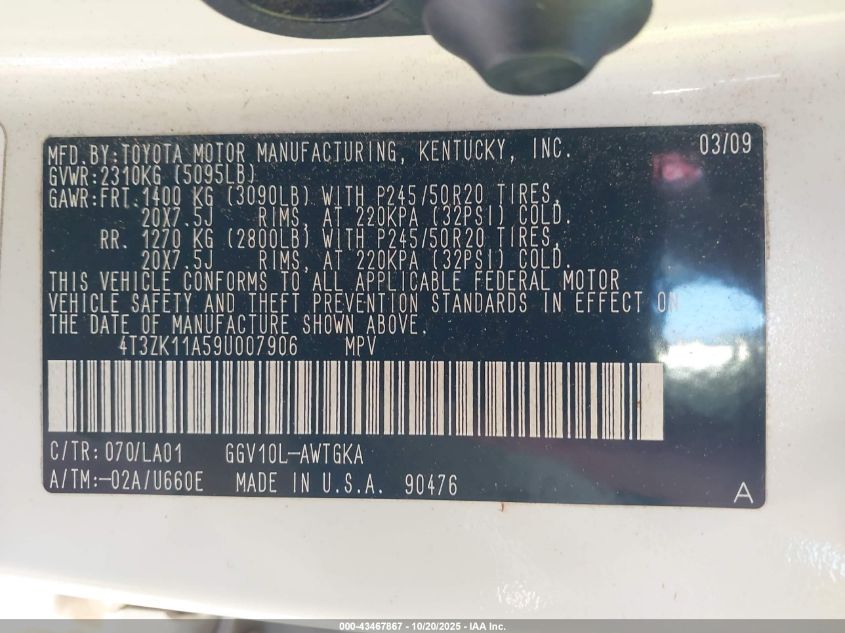 MFD.BY:TOYOTA MOTOR MANUFACTURING, KENTUCKY, INC. 03/09
GVWR:2310KG (5095LB)
GAWR:FRT.1400 KG (3090LB) WITH P245/50R20 TIRES,
20X7.5J RIMS, AT 220KPA (32PSI) COLD.
RR. 1270 KG (2800LB) WITH P245/50R20 TIRES,
20X7.5J RIMS, AT 220KPA (32PSI) COLD.
THIS VEHICLE CONFORMS TO ALL APPLICABLE FEDERAL MOTOR
VEHICLE SAFETY AND THEFT PREVENTION STANDARDS IN EFFECT ON
THE DATE OF MANUFACTURE SHOWN ABOVE.
4T3ZK11A59U007906 MPV
C/TR: 070/LA01 GGV10L-AWTGKA
A/TM:-02A/U660E MADE IN U.S.A. 90476 A
000-43467867 - 10/20/2025 - IAA Inc.